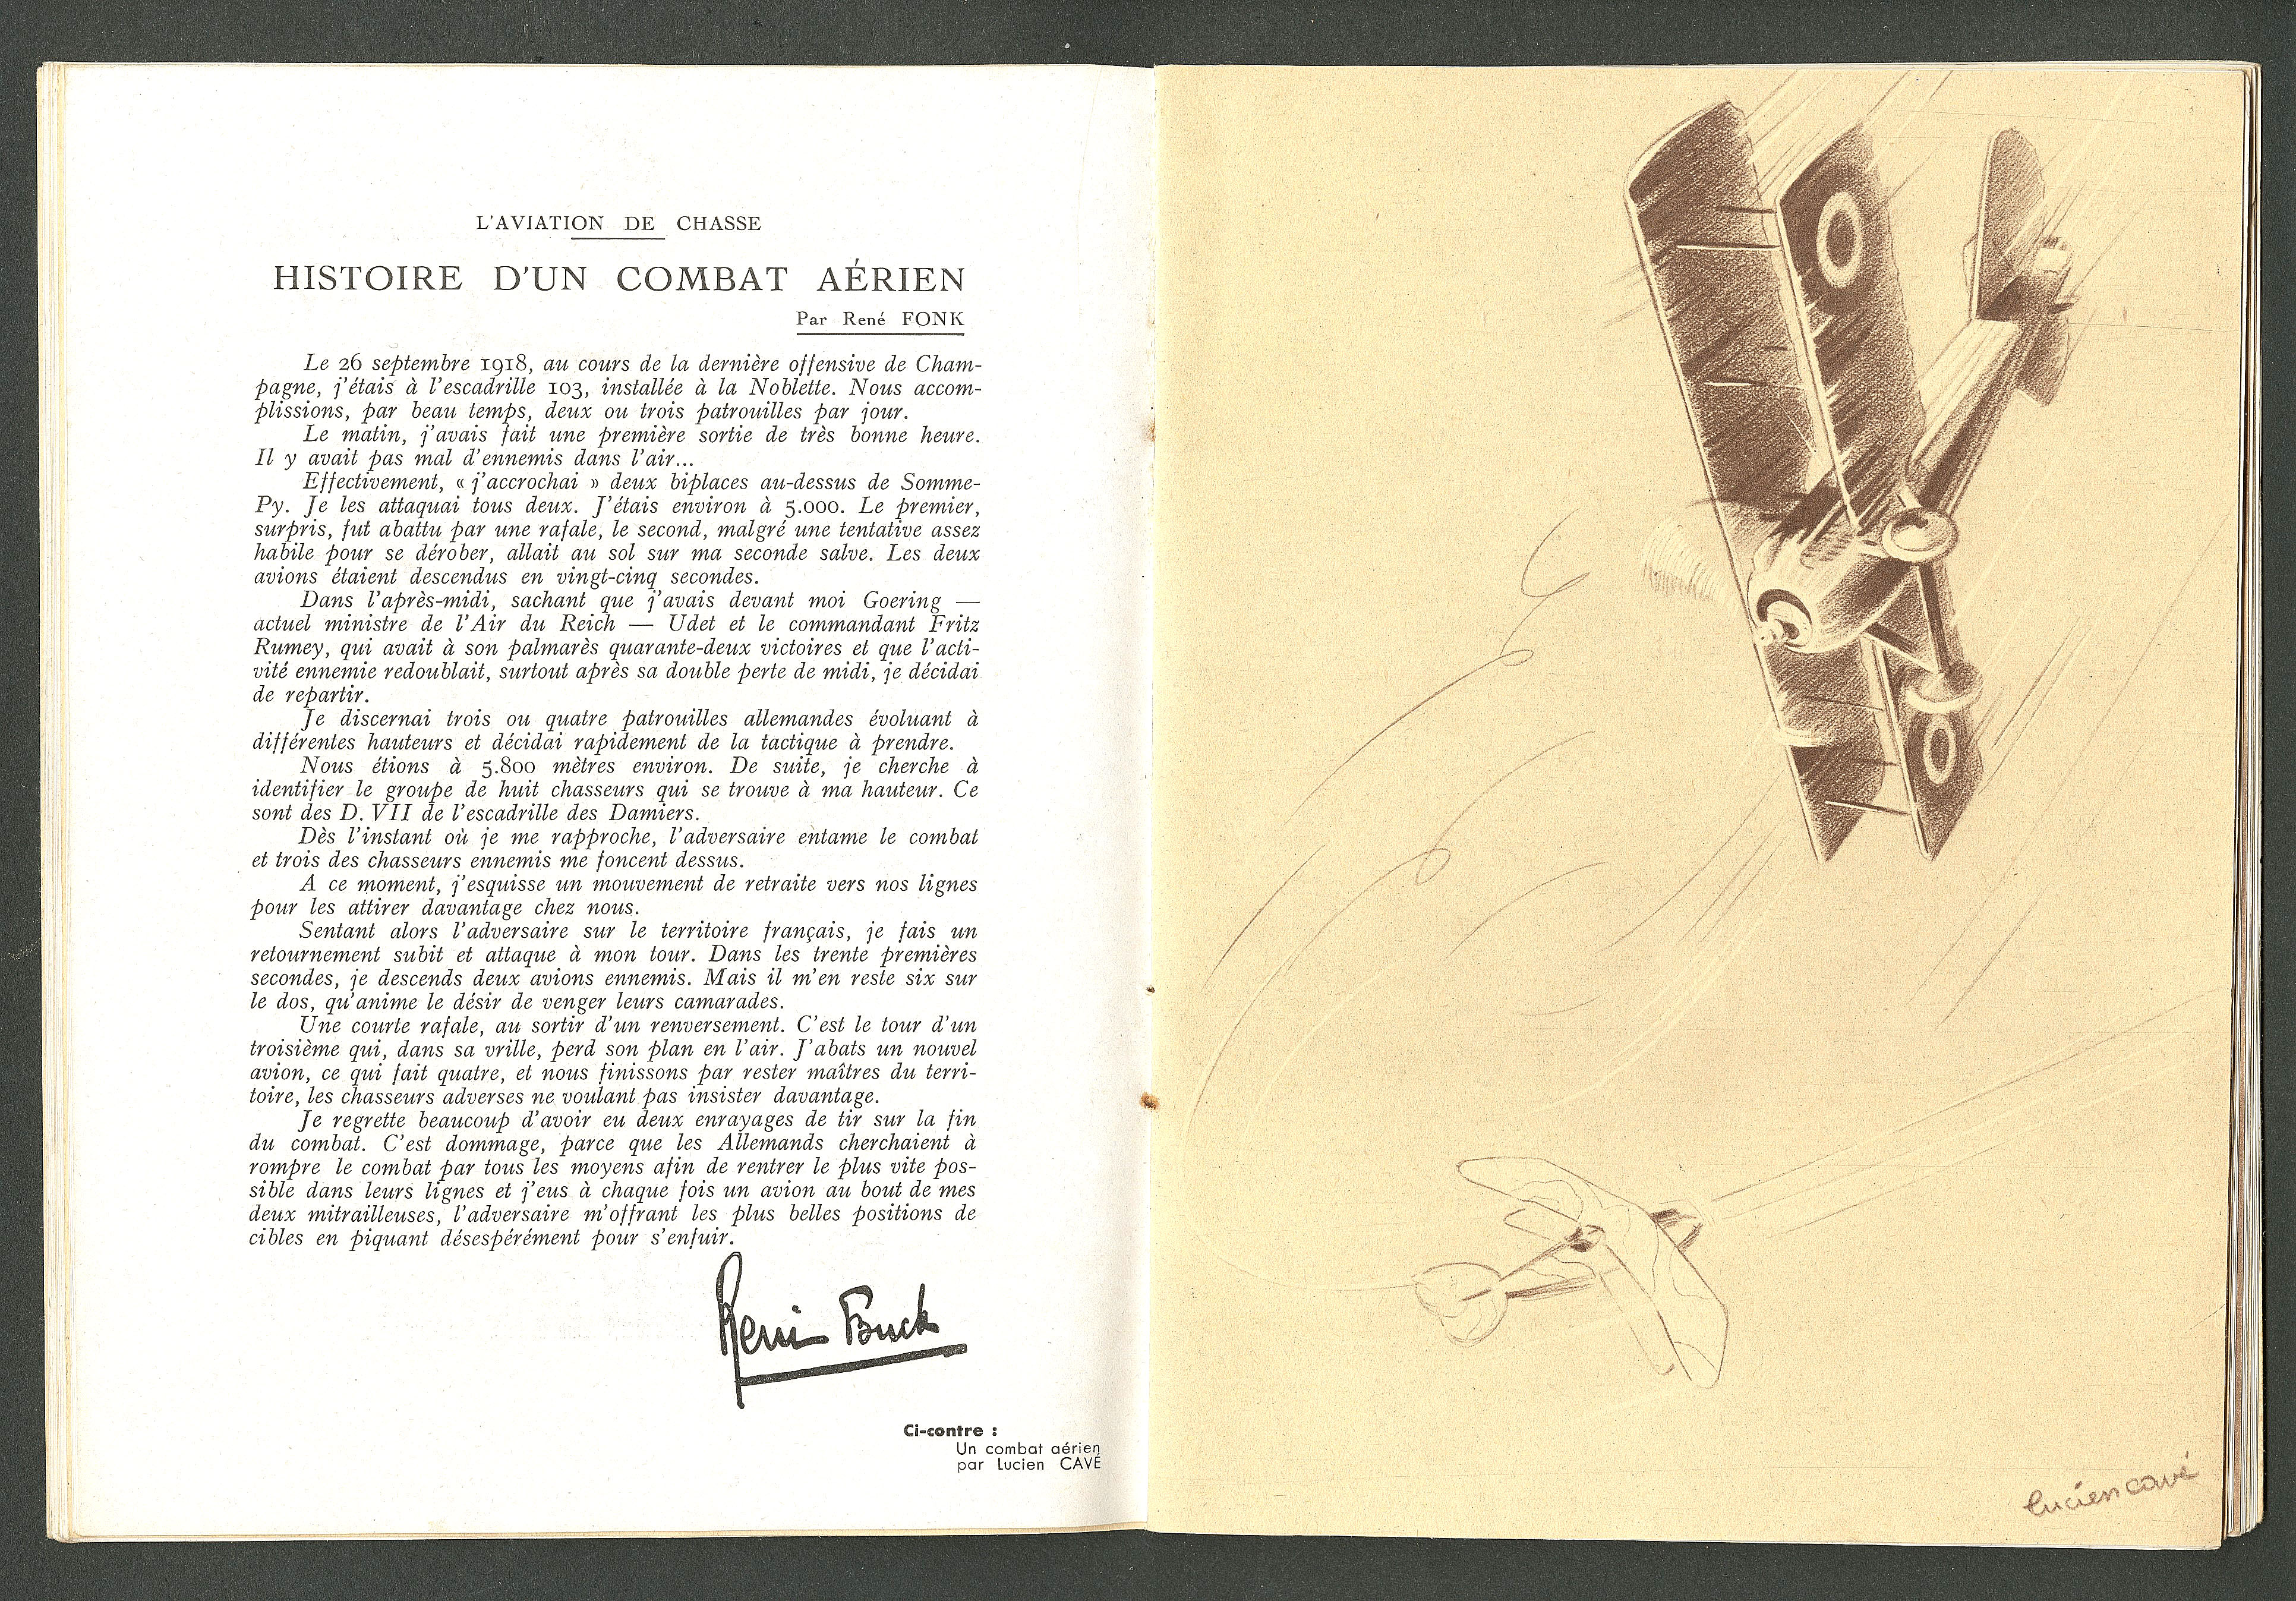 L'AVIATION DE CHASSE
HISTOIRE D'UN COMBAT AÉRIEN
Par René FONK
Le 26 septembre 1918, au cours de la dernière offensive de Cham-
pagne, j'étais à l'escadrille 103, installée à la Noblette. Nous accom-
plissions, par beau temps, deux ou trois patrouilles par jour.
Le matin, j'avais fait une première sortie de très bonne heure.
Il y avait pas mal d'ennemis dans l'air...
Effectivement, « j'accrochai » deux biplaces au-dessus de Somme-
Py. Je les attaquai tous deux. J'étais environ à 5.000. Le premier,
surpris, fut abattu par une rafale, le second, malgré une tentative assez
habile pour se dérober, allait au sol sur ma seconde salve. Les deux
avions étaient descendus en vingt-cinq secondes.
Dans l'après-midi, sachant que j'avais devant moi Goering —
actuel ministre de l'Air du Reich — Udet et le commandant Fritz
Rumey, qui avait à son palmarès quarante-deux victoires et que l'acti-
vité ennemie redoublait, surtout après sa double perte de midi, je décidai
de repartir.
Je discernai trois ou quatre patrouilles allemandes évoluant à
différentes hauteurs et décidai rapidement de la tactique à prendre.
Nous étions à 5.800 mètres environ. De suite, je cherche à
identifier le groupe de huit chasseurs qui se trouve à ma hauteur. Ce
sont des D. VII de l'escadrille des Damiers.
Dès l'instant où je me rapproche, l'adversaire entame le combat
et trois des chasseurs ennemis me foncent dessus.
A ce moment, j'esquisse un mouvement de retraite vers nos lignes
pour les attirer davantage chez nous.
Sentant alors l'adversaire sur le territoire français, je fais un
retournement subit et attaque à mon tour. Dans les trente premières
secondes, je descends deux avions ennemis. Mais il m'en reste six sur
le dos, qu'anime le désir de venger leurs camarades.
Une courte rafale, au sortir d'un renversement. C'est le tour d'un
troisième qui, dans sa vrille, perd son plan en l'air. J'abats un nouvel
avion, ce qui fait quatre, et nous finissons par rester maîtres du terri-
toire, les chasseurs adverses ne voulant pas insister davantage.
Je regrette beaucoup d'avoir eu deux enrayages de tir sur la fin
du combat. C'est dommage, parce que les Allemands cherchaient à
rompre le combat par tous les moyens afin de rentrer le plus vite pos-
sible dans leurs lignes et j'eus à chaque fois un avion au bout de mes
deux mitrailleuses, l'adversaire m'offrant les plus belles positions de
cibles en piquant désespérément pour s'enfuir.
René Fonck
Ci-contre :
Un combat aérien
par Lucien CAVÉ
lucien cavé